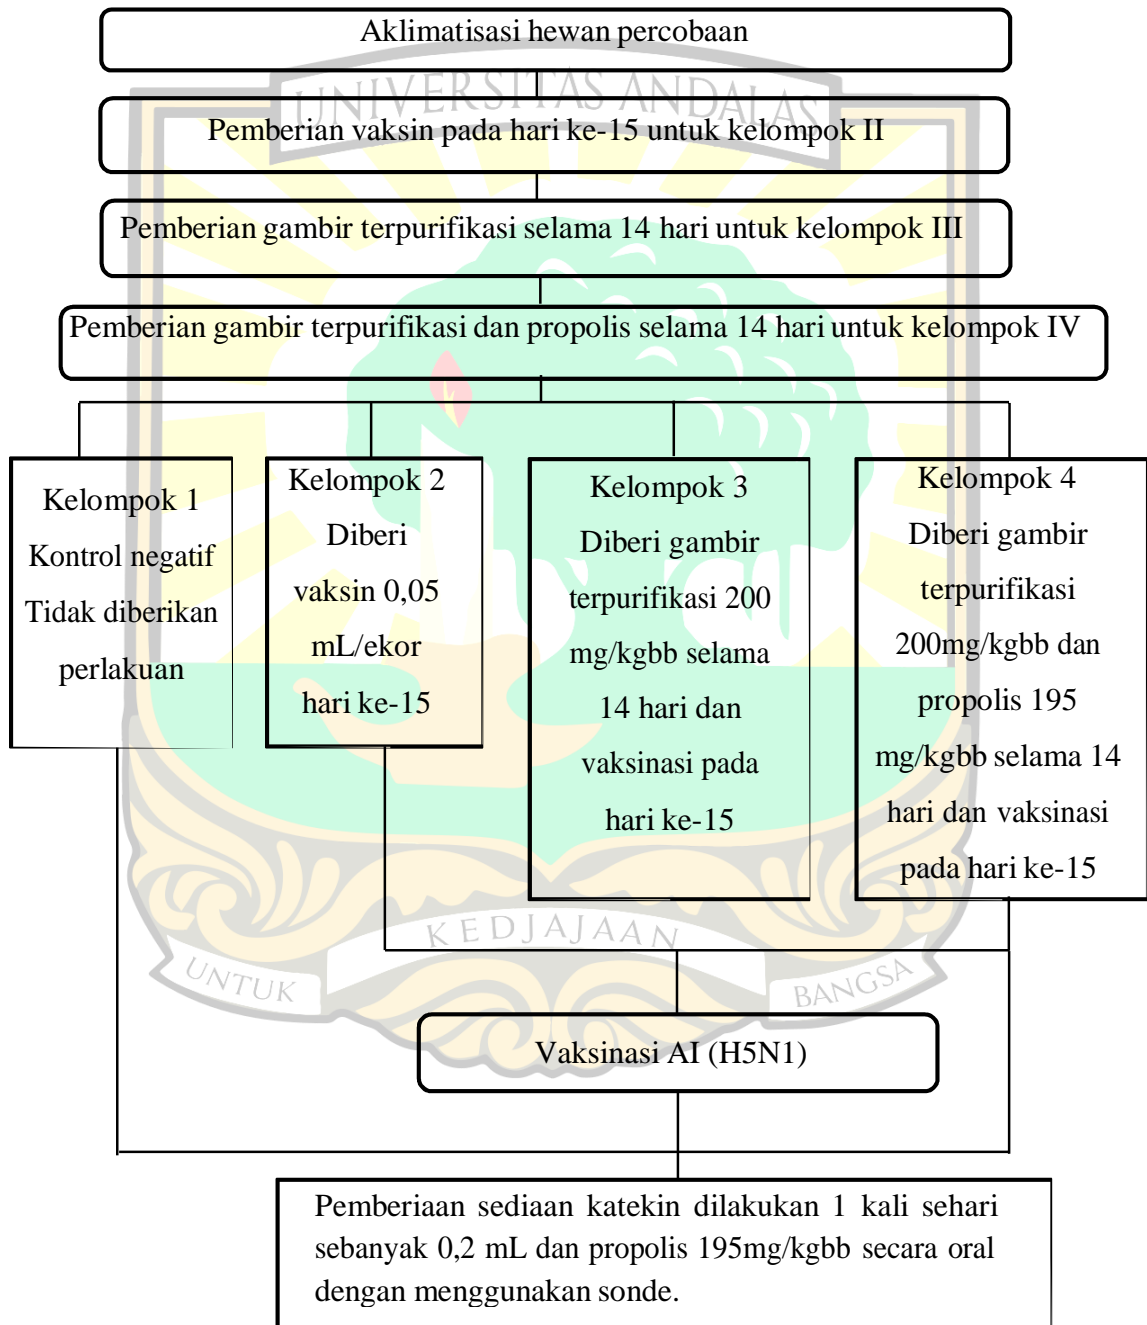 Aklimatisasi hewan percobaan
UNIVERSITAS ANDALAS
Pemberian vaksin pada hari ke-15 untuk kelompok II
Pemberian gambir terpurifikasi selama 14 hari untuk kelompok III
Pemberian gambir terpurifikasi dan propolis selama 14 hari untuk kelompok IV
Kelompok 1
Kontrol negatif
Tidak diberikan
perlakuan
Kelompok 2
Diberi
vaksin 0,05
mL/ekor
hari ke-15
Kelompok 3
Diberi gambir
terpurifikasi 200
mg/kgbb selama
14 hari dan
vaksinasi pada
hari ke-15
Kelompok 4
Diberi gambir
terpurifikasi
200mg/kgbb dan
propolis 195
mg/kgbb selama 14
hari dan vaksinasi
pada hari ke-15
UNTUK
KEDJAJAAN
BANGSA
Vaksinasi AI (H5N1)
Pemberiaan sediaan katekin dilakukan 1 kali sehari
sebanyak 0,2 mL dan propolis 195mg/kgbb secara oral
dengan menggunakan sonde.